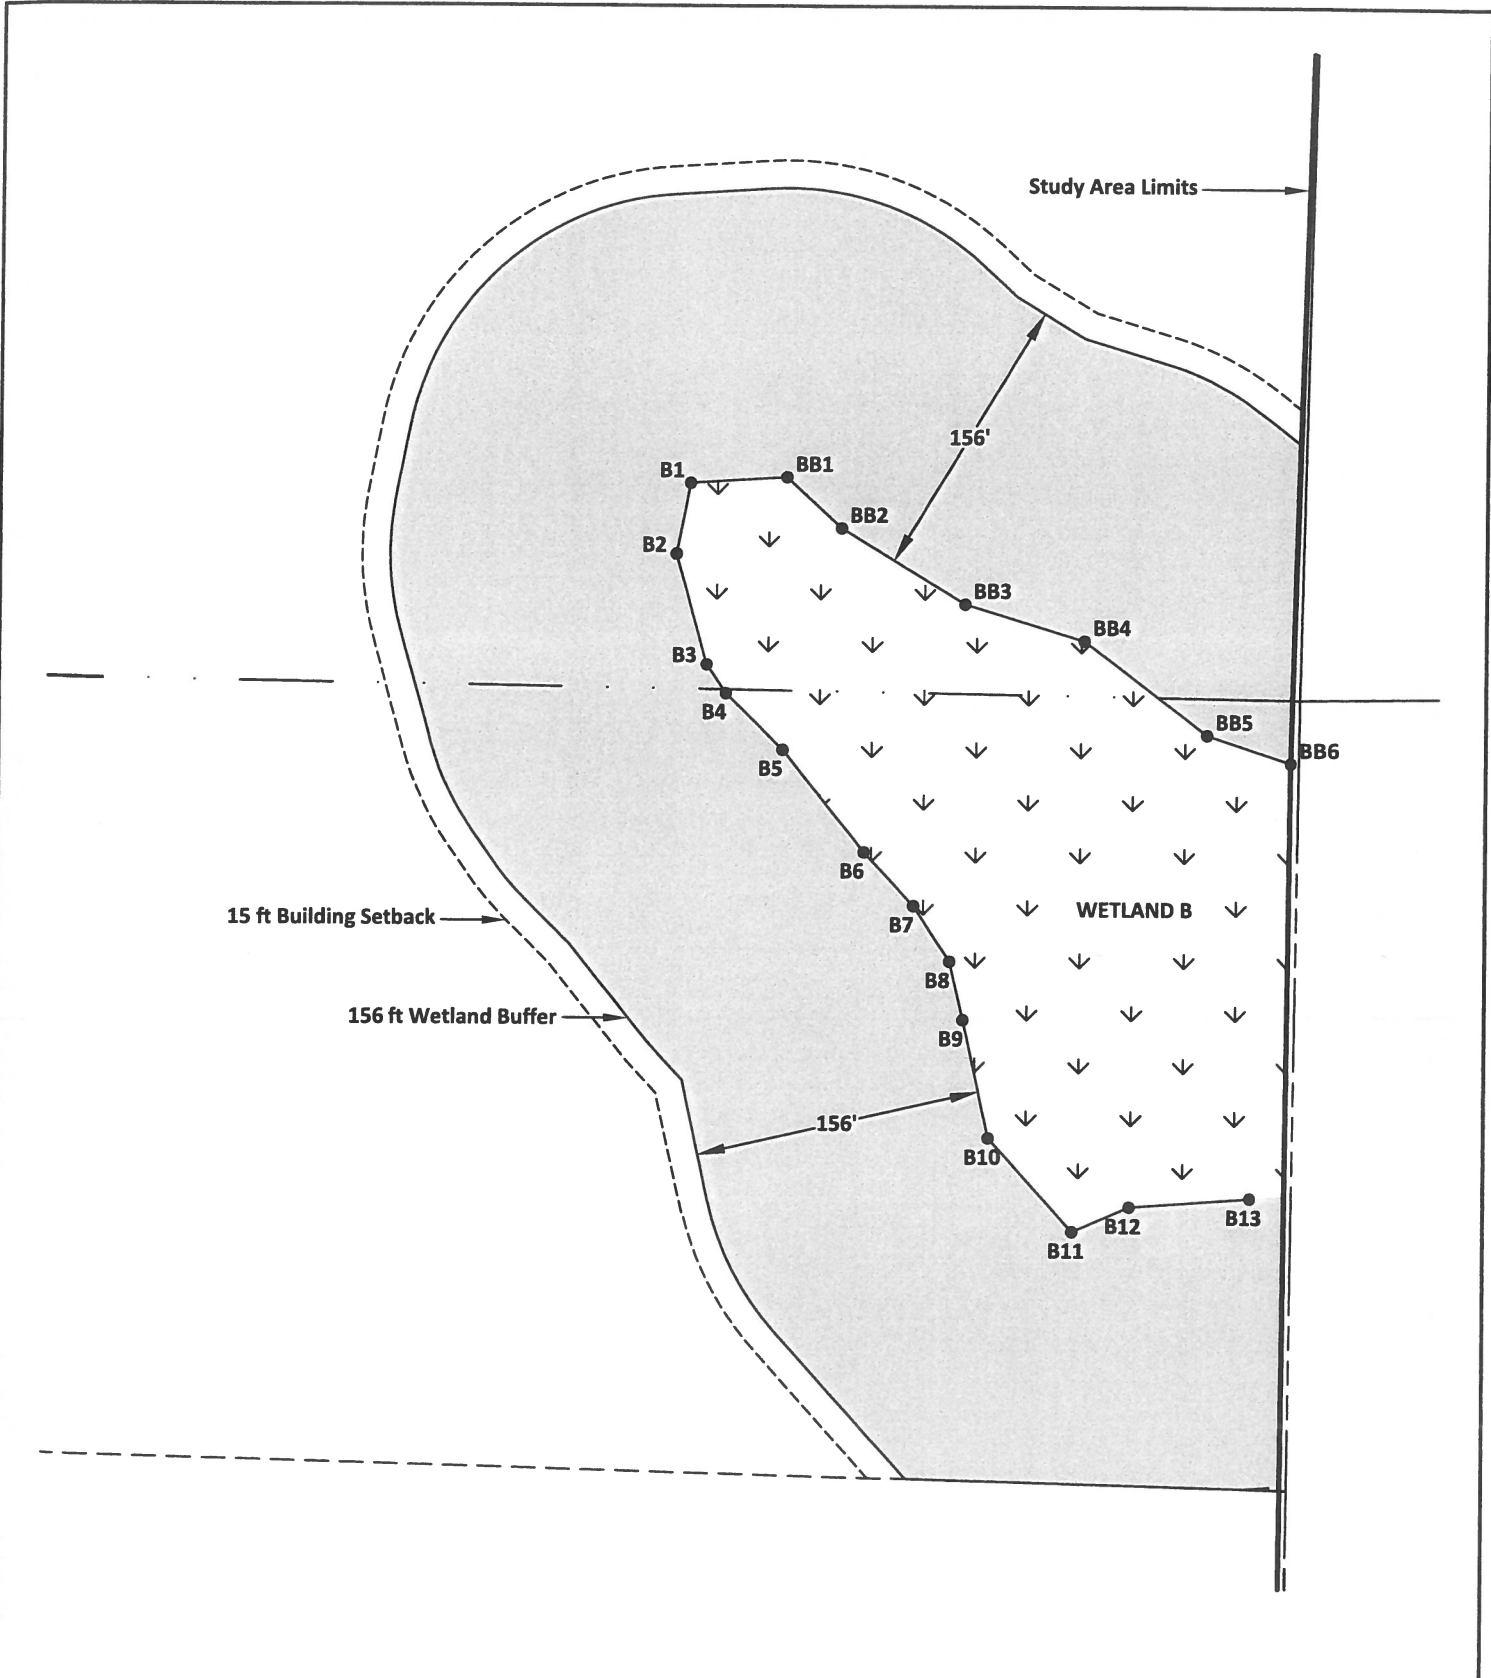 Study Area Limits
156'
B1
BB1
BB2
B2
BB3
BB4
B3
B4
BB5
BB6
B5
B6
B7
WETLAND B
15 ft Building Setback
B8
156 ft Wetland Buffer
B9
156'
B10
B12
B13
B11